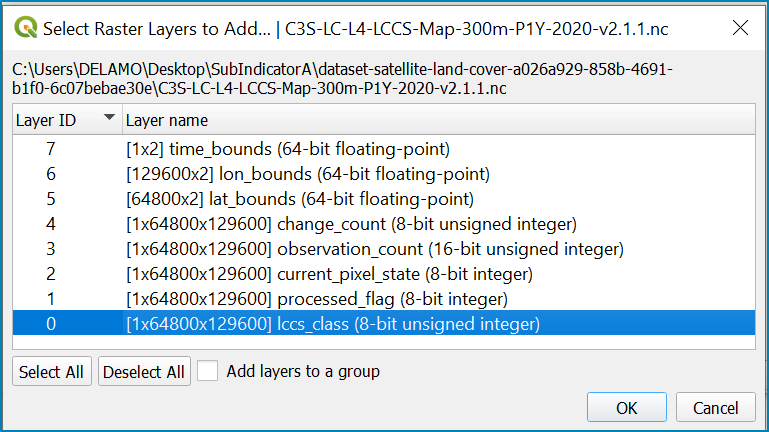 Select Raster Layers to Add... | C3S-LC-L4-LCCS-Map-300m-P1Y-2020-v2.1.1.nc
C:\Users\DELAMO\Desktop\SubIndicatorA\dataset-satellite-land-cover-a026a929-858b-4691-
b1f0-6c07bebae30e\C3S-LC-L4-LCCS-Map-300m-P1Y-2020-v2.1.1.nc
Layer ID Layer name
7 [1x2] time_bounds (64-bit floating-point)
6 [129600x2] lon_bounds (64-bit floating-point)
5 [64800x2] lat_bounds (64-bit floating-point)
4 [1x64800x129600] change_count (8-bit unsigned integer)
3 [1x64800x129600] observation_count (16-bit unsigned integer)
2 [1x64800x129600] current_pixel_state (8-bit integer)
1 [1x64800x129600] processed_flag (8-bit integer)
0 [1x64800x129600] lccs_class (8-bit unsigned integer)
Select All Deselect All Add layers to a group
OK Cancel